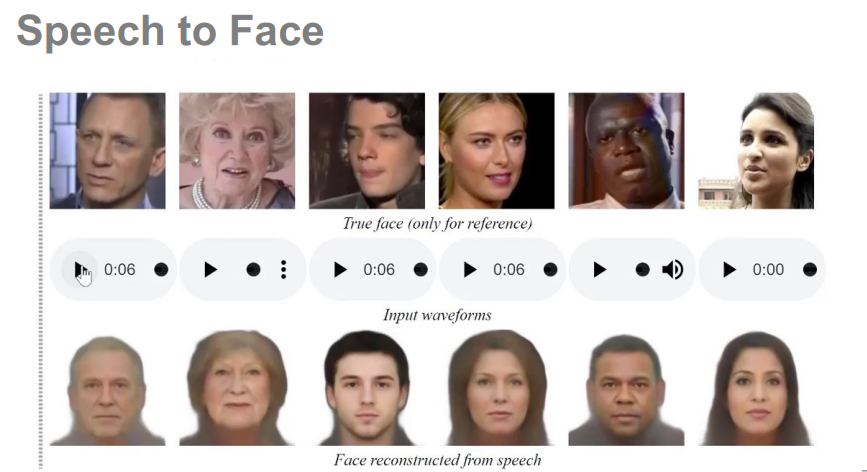 Speech to Face
True face (only for reference)
0:06
0:06
0:06
0:00
Input waveforms
Face reconstructed from speech